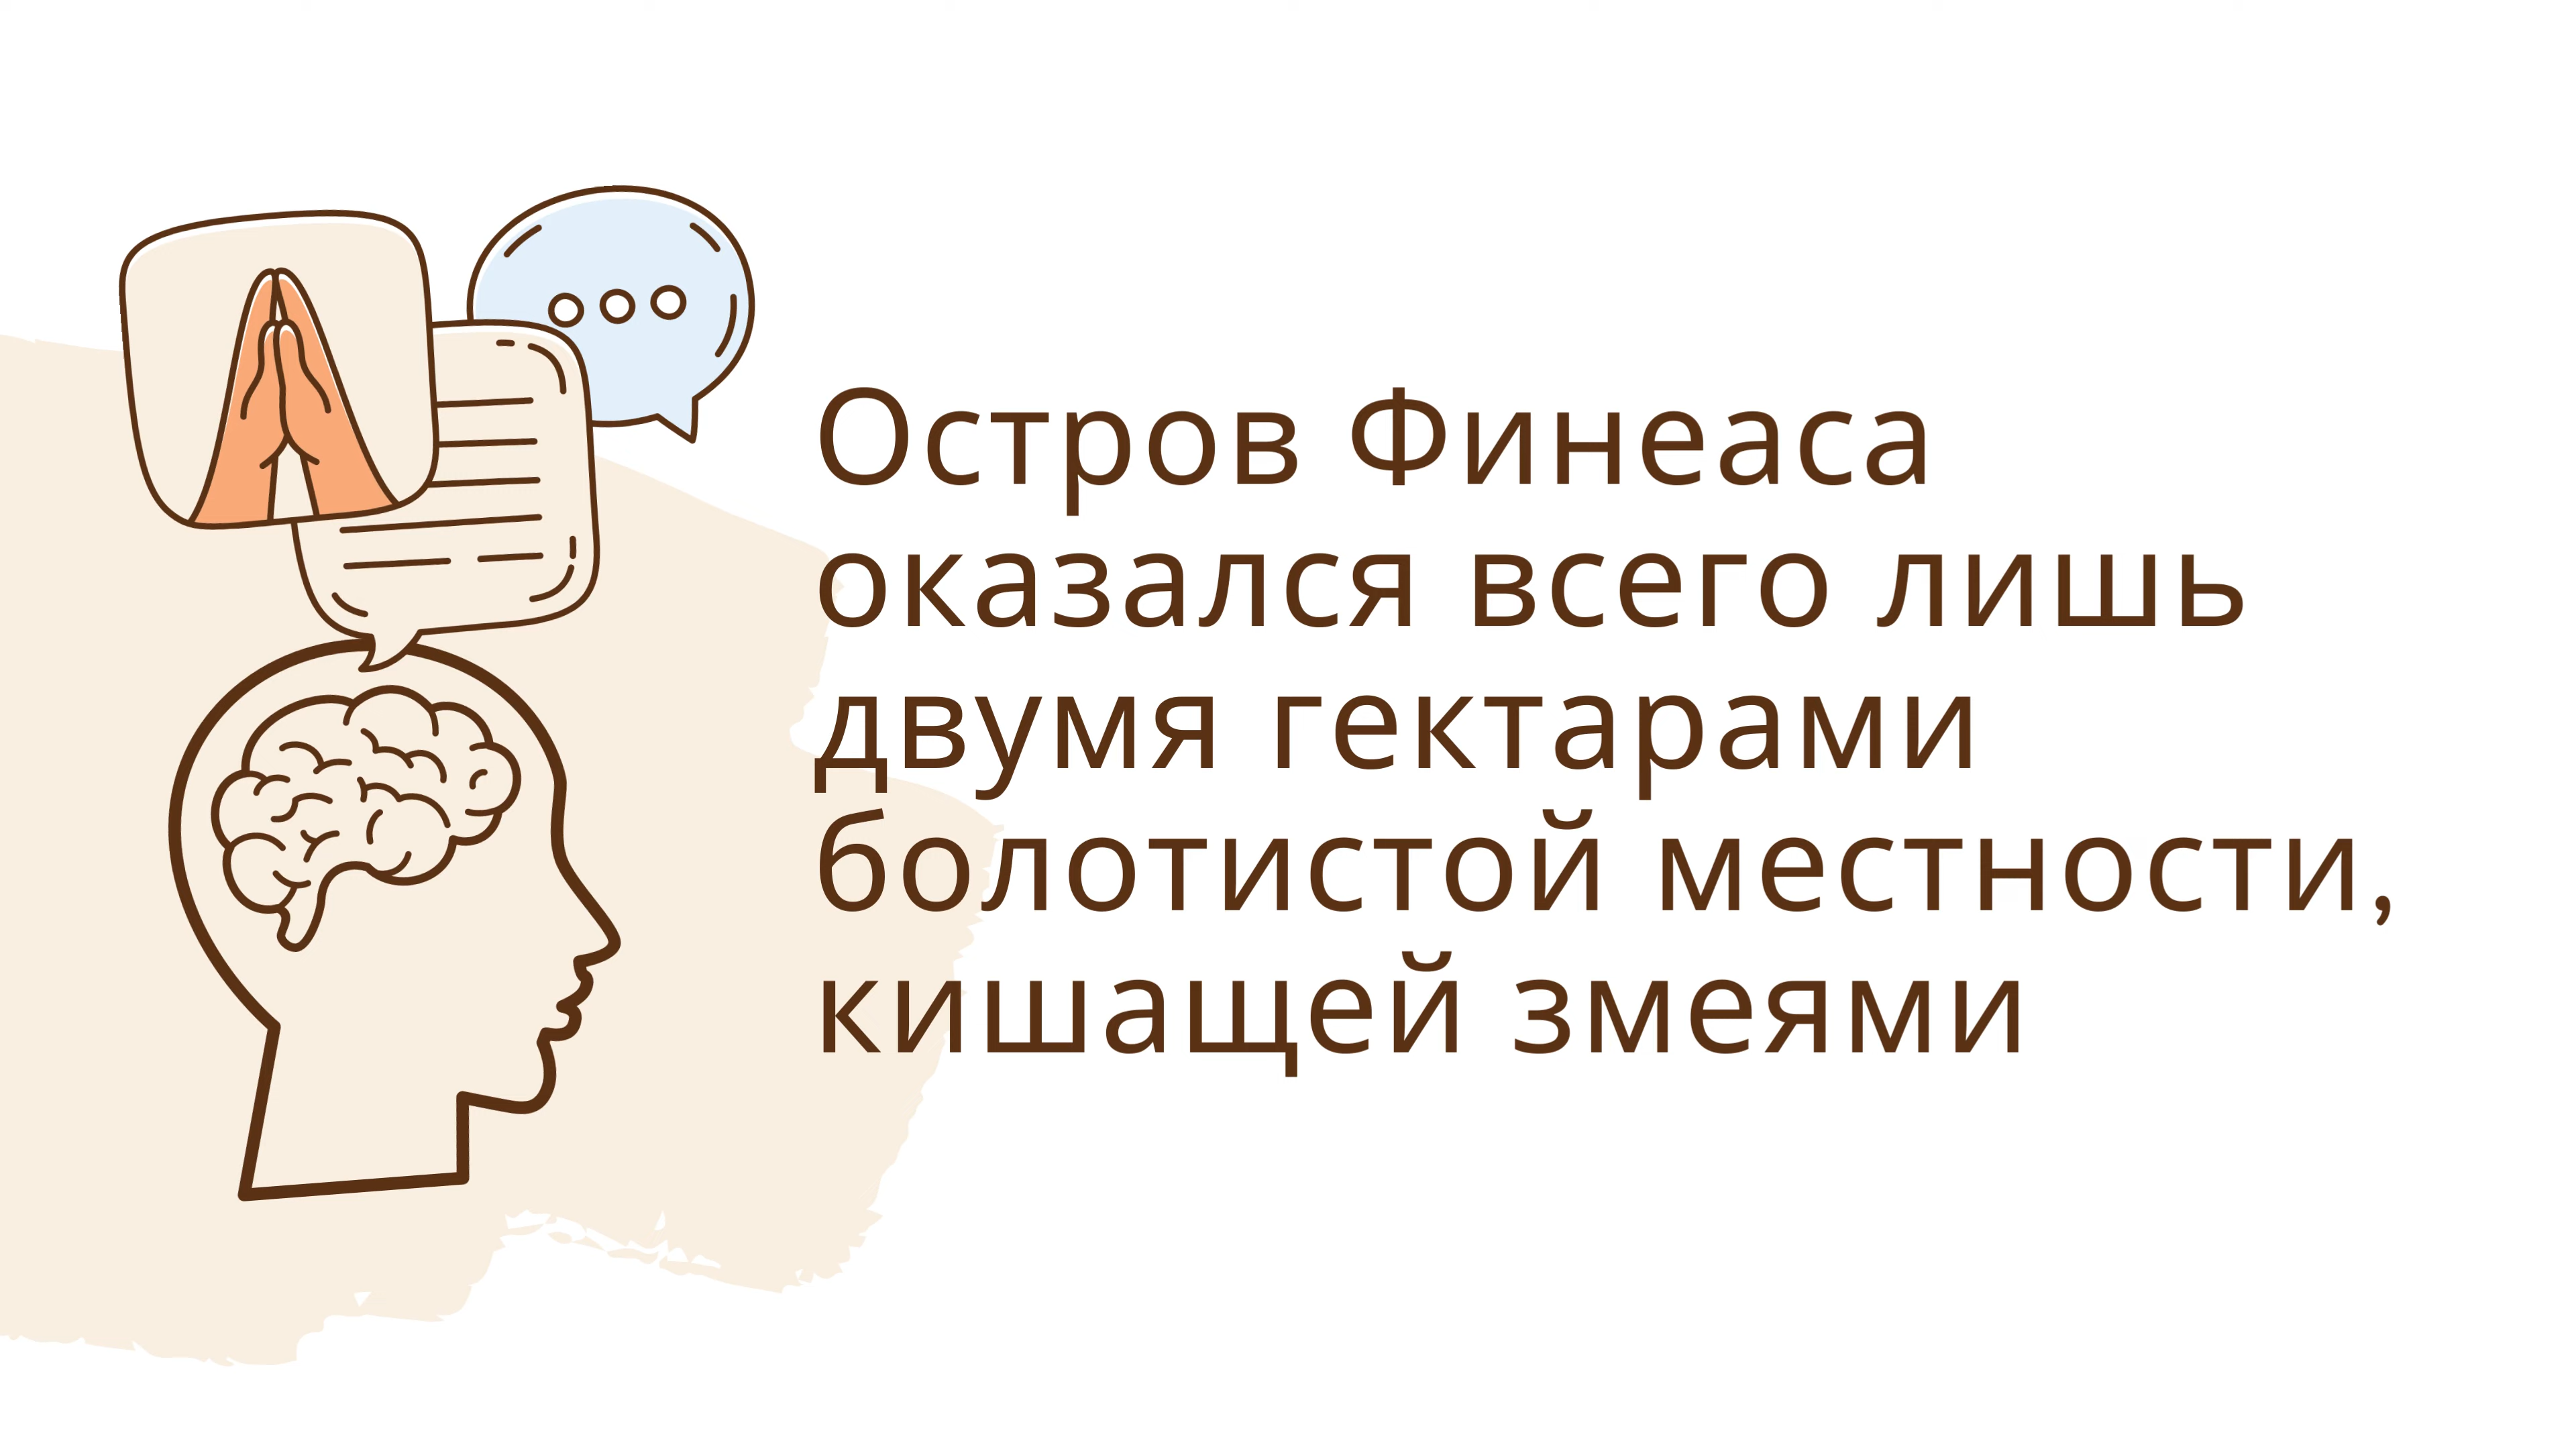 Остров Финеаса
оказался всего лишь
двумя гектарами
болотистой местности,
кишащей змеями